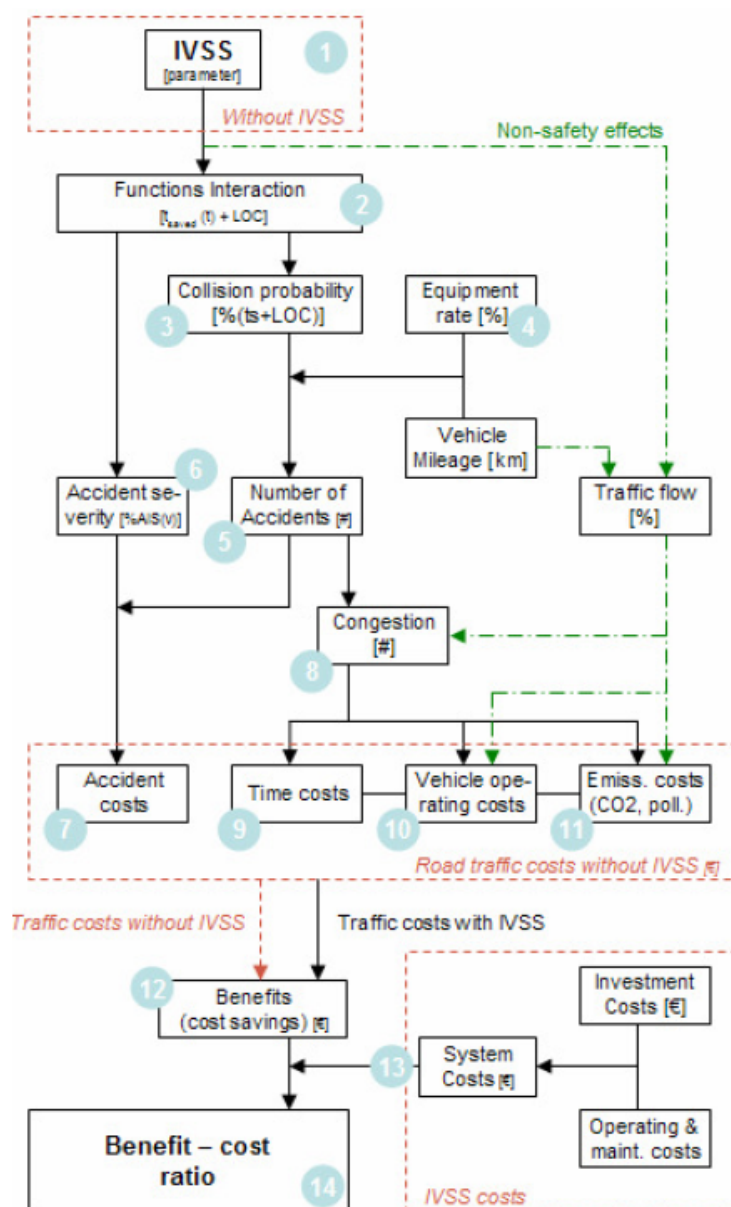 IVSS
[parameter]
1
Without IVSS
Non-safety effects
Functions Interaction
[tsaved (t) + LOC]
2
Collision probability
[%(ts+LOC)]
3
Equipment
rate [%]
4
Vehicle
Mileage [km]
6
Accident se-
verity [%AIS(V)]
Number of
Accidents [#]
5
Traffic flow
[%]
Congestion
[#]
8
Accident
costs
7
Time costs
9
Vehicle ope-
rating costs
10
Emiss. costs
(CO2, poll.)
11
Road traffic costs without IVSS [€]
Traffic costs without IVSS
Traffic costs with IVSS
12
Benefits
(cost savings) [€]
Investment
Costs [€]
13
System
Costs [€]
Operating &
maint. costs
Benefit – cost
ratio
14
IVSS costs